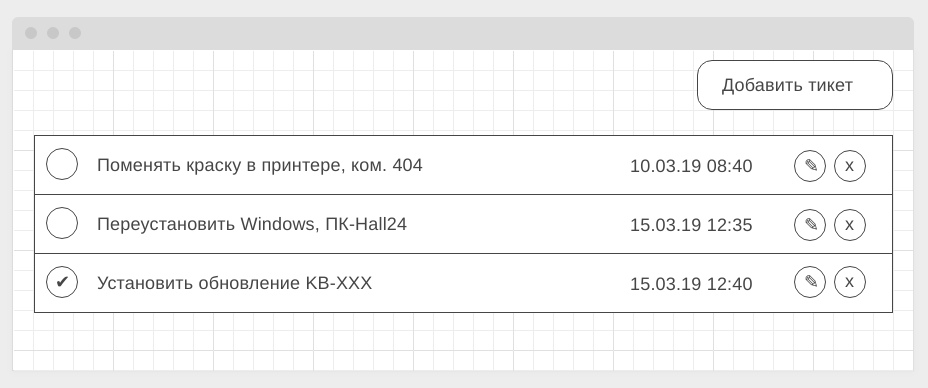 Добавить тикет
Поменять краску в принтере, ком. 404 10.03.19 08:40 ✎ x
Переустановить Windows, ПК-Hall24 15.03.19 12:35 ✎ x
✔ Установить обновление KB-XXX 15.03.19 12:40 ✎ x